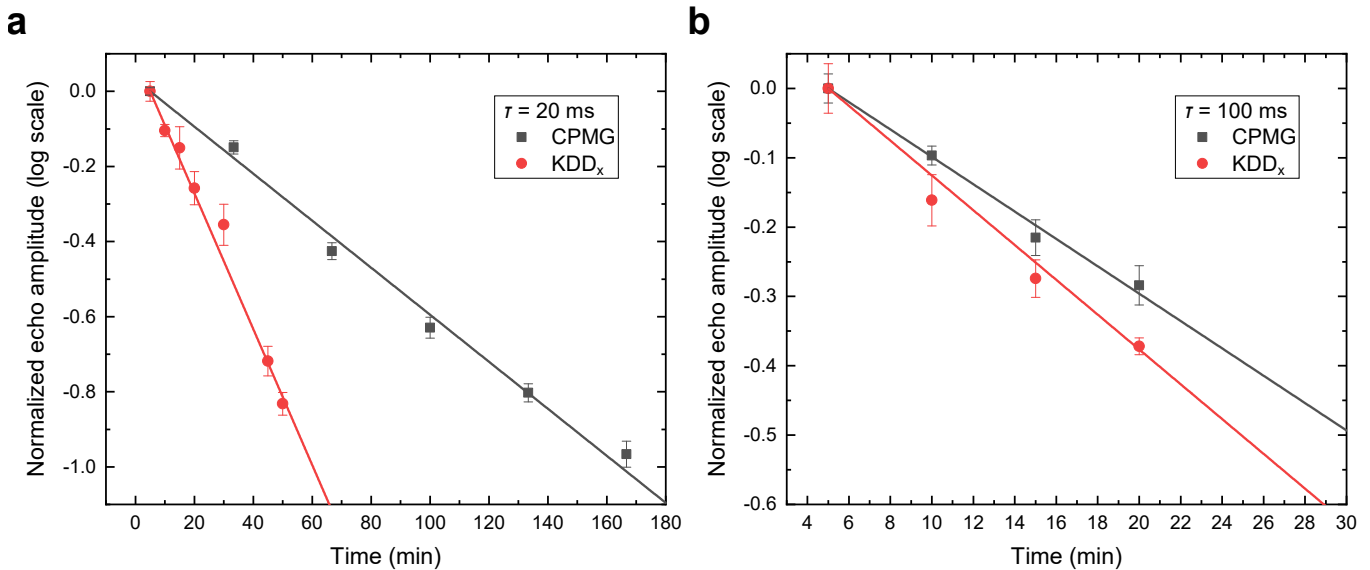 a
Normalized echo amplitude (log scale)
0.0
-0.2
-0.4
-0.6
-0.8
-1.0
τ = 20 ms
CPMG
KDDx
0 20 40 60 80 100 120 140 160 180
Time (min)
b
Normalized echo amplitude (log scale)
0.0
-0.1
-0.2
-0.3
-0.4
-0.5
-0.6
τ = 100 ms
CPMG
KDDx
4 6 8 10 12 14 16 18 20 22 24 26 28 30
Time (min)